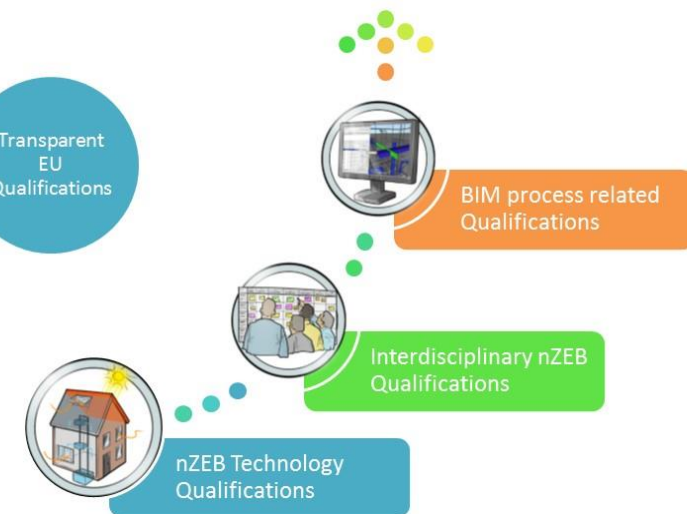 Transparent
EU
Qualifications
BIM process related
Qualifications
Interdisciplinary nZEB
Qualifications
nZEB Technology
Qualifications